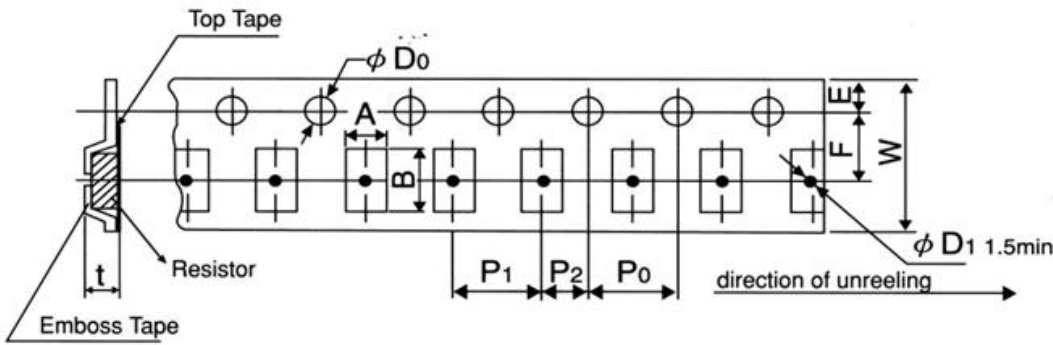 Top Tape
φ D0
A
B
E
F
W
t
Resistor
Emboss Tape
P1
P2
P0
φ D1 1.5min
direction of unreeling